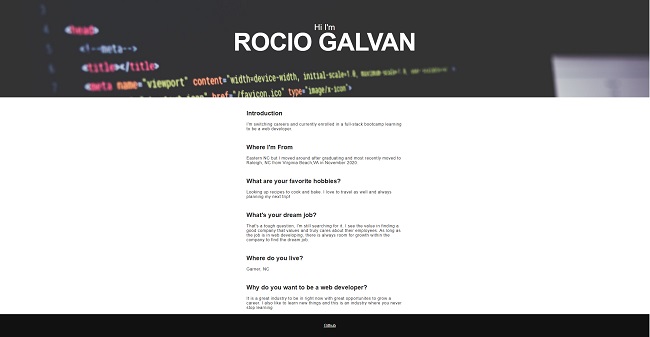 <head>
<!--meta-->
<title></title>
<meta name="viewport" content="width=device-width, initial-scale=1.0,
href="/favicon.ico" type="image/x-icon">
Hi I'm
ROCIO GALVAN
Introduction
I'm switching careers and currently enrolled in a full-stack bootcamp learning
to be a web developer.
Where I'm From
Eastern NC but I moved around after graduating and most recently moved to
Raleigh, NC from Virginia Beach,VA in November 2020.
What are your favorite hobbies?
Looking up recipes to cook and bake. I love to travel as well and always
planning my next trip!
What's your dream job?
That's a tough question, I'm still searching for it. I see the value in finding a
good company that values and truly cares about their employees. As long as
the job is in web developing, there is always room for growth within the
company to find the dream job.
Where do you live?
Garner, NC
Why do you want to be a web developer?
It is a great industry to be in right now with great opportunites to grow a
career. I also like to learn new things and this is an industry where you never
stop learning.
Github